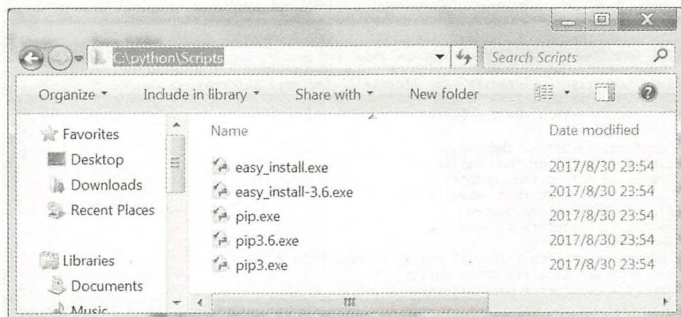 C:\python\Scripts
Search Scripts
Organize Include in library Share with New folder
Favorites
Desktop
Downloads
Recent Places
Libraries
Documents
Music
Name Date modified
easy_install.exe 2017/8/30 23:54
easy_install-3.6.exe 2017/8/30 23:54
pip.exe 2017/8/30 23:54
pip3.6.exe 2017/8/30 23:54
pip3.exe 2017/8/30 23:54